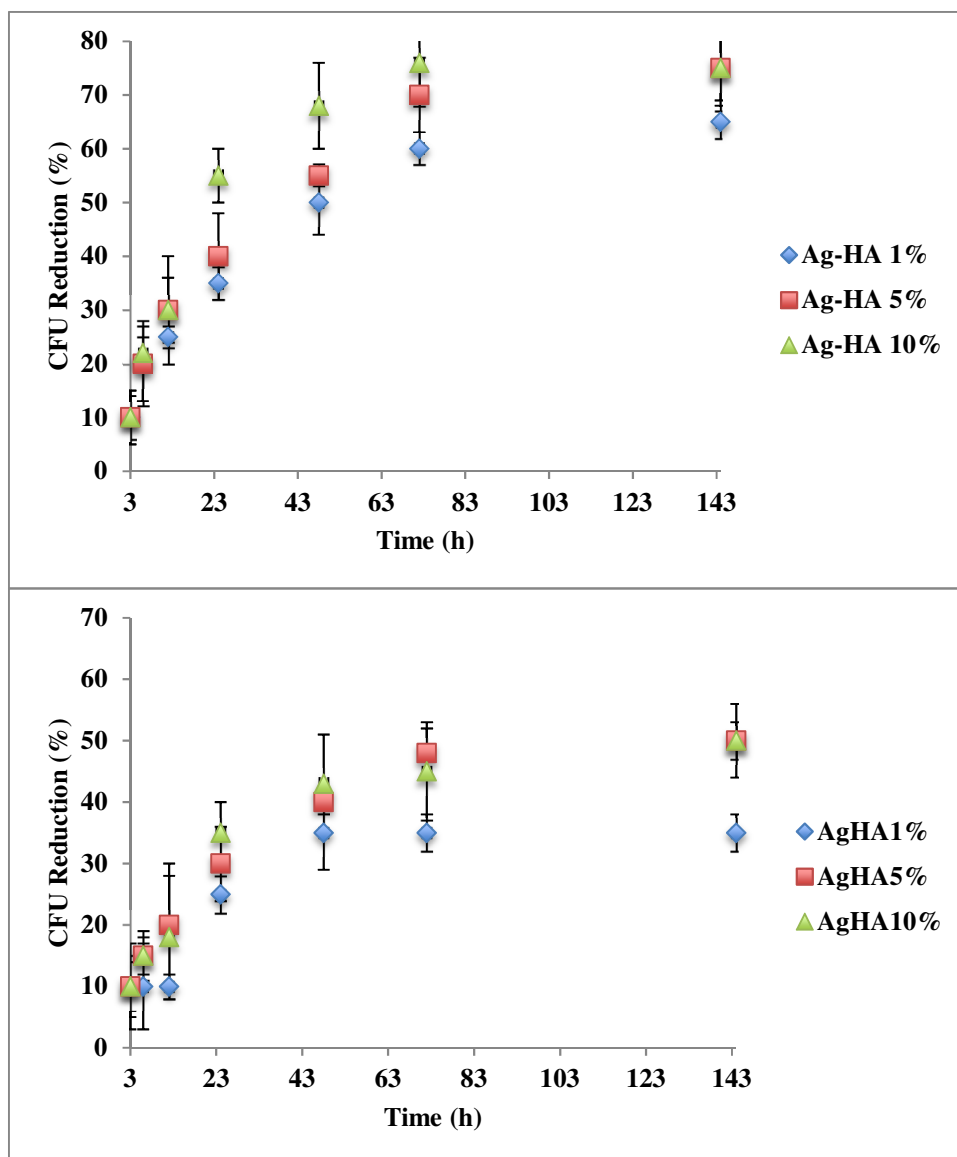 80
70
60
50
40
30
20
10
0
CFU Reduction (%)
3 23 43 63 83 103 123 143
Time (h)
Ag-HA 1%
Ag-HA 5%
Ag-HA 10%
70
60
50
40
30
20
10
0
CFU Reduction (%)
3 23 43 63 83 103 123 143
Time (h)
AgHA1%
AgHA5%
AgHA10%